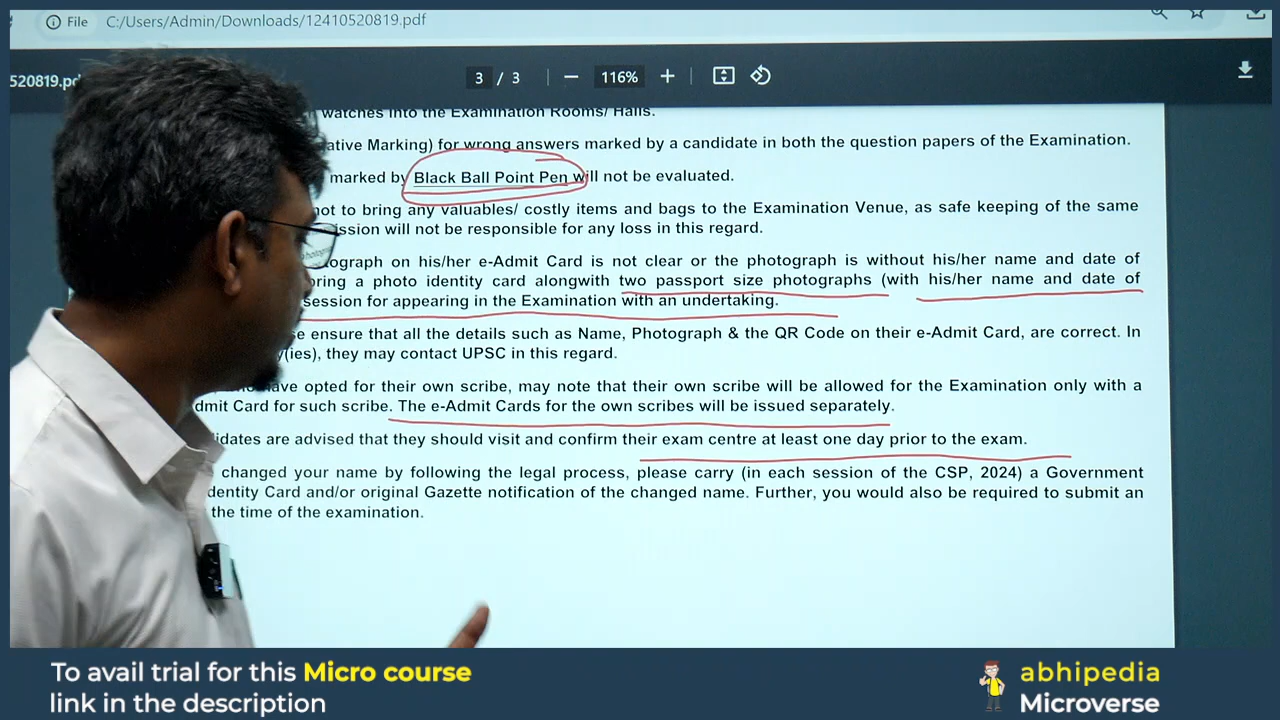 File C:/Users/Admin/Downloads/12410520819.pdf
520819.pd 3 / 3 116%
watches into the Examination Rooms/ Halls.
ative Marking) for wrong answers marked by a candidate in both the question papers of the Examination.
marked by Black Ball Point Pen will not be evaluated.
not to bring any valuables/ costly items and bags to the Examination Venue, as safe keeping of the same
ission will not be responsible for any loss in this regard.
ograph on his/her e-Admit Card is not clear or the photograph is without his/her name and date of
bring a photo identity card alongwith two passport size photographs (with his/her name and date of
session for appearing in the Examination with an undertaking.
se ensure that all the details such as Name, Photograph & the QR Code on their e-Admit Card, are correct. In
y(ies), they may contact UPSC in this regard.
have opted for their own scribe, may note that their own scribe will be allowed for the Examination only with a
dmit Card for such scribe. The e-Admit Cards for the own scribes will be issued separately.
idates are advised that they should visit and confirm their exam centre at least one day prior to the exam.
changed your name by following the legal process, please carry (in each session of the CSP, 2024) a Government
dentity Card and/or original Gazette notification of the changed name. Further, you would also be required to submit an
the time of the examination.
To avail trial for this Micro course
link in the description
abhipedia
Microverse